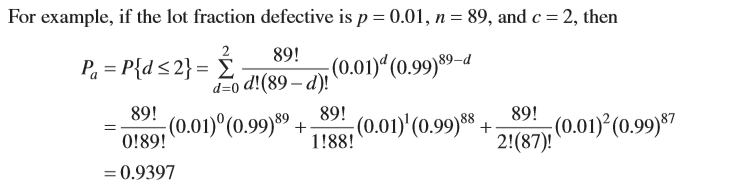 For example, if the lot fraction defective is p = 0.01, n = 89, and c = 2, then
Pₐ = P{d ≤ 2} = Σ_{d=0}^{2} 89!/(d!(89 – d)!) (0.01)^d (0.99)^{89–d}
= 89!/(0!89!) (0.01)^0 (0.99)^{89} + 89!/(1!88!) (0.01)^1 (0.99)^{88} + 89!/(2!(87)!) (0.01)^2 (0.99)^{87}
= 0.9397